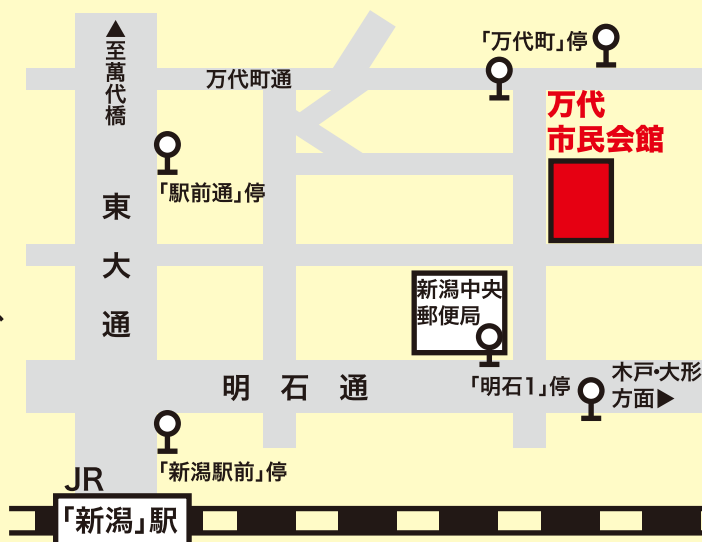 ▲至萬代橋
万代町通
「万代町」停
万代
市民会館
「駅前通」停
東大通
新潟中央
郵便局
明石通
「明石1」停
木戸・大形
方面▶
「新潟駅前」停
JR
「新潟」駅